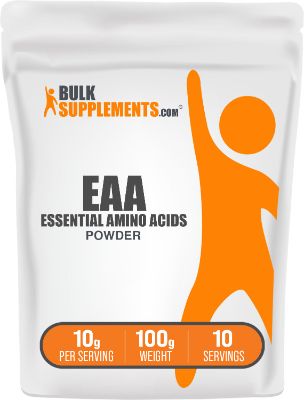 BULK
SUPPLEMENTS.COM
EAA
ESSENTIAL AMINO ACIDS
POWDER
10g 100g 10
PER SERVING WEIGHT SERVINGS